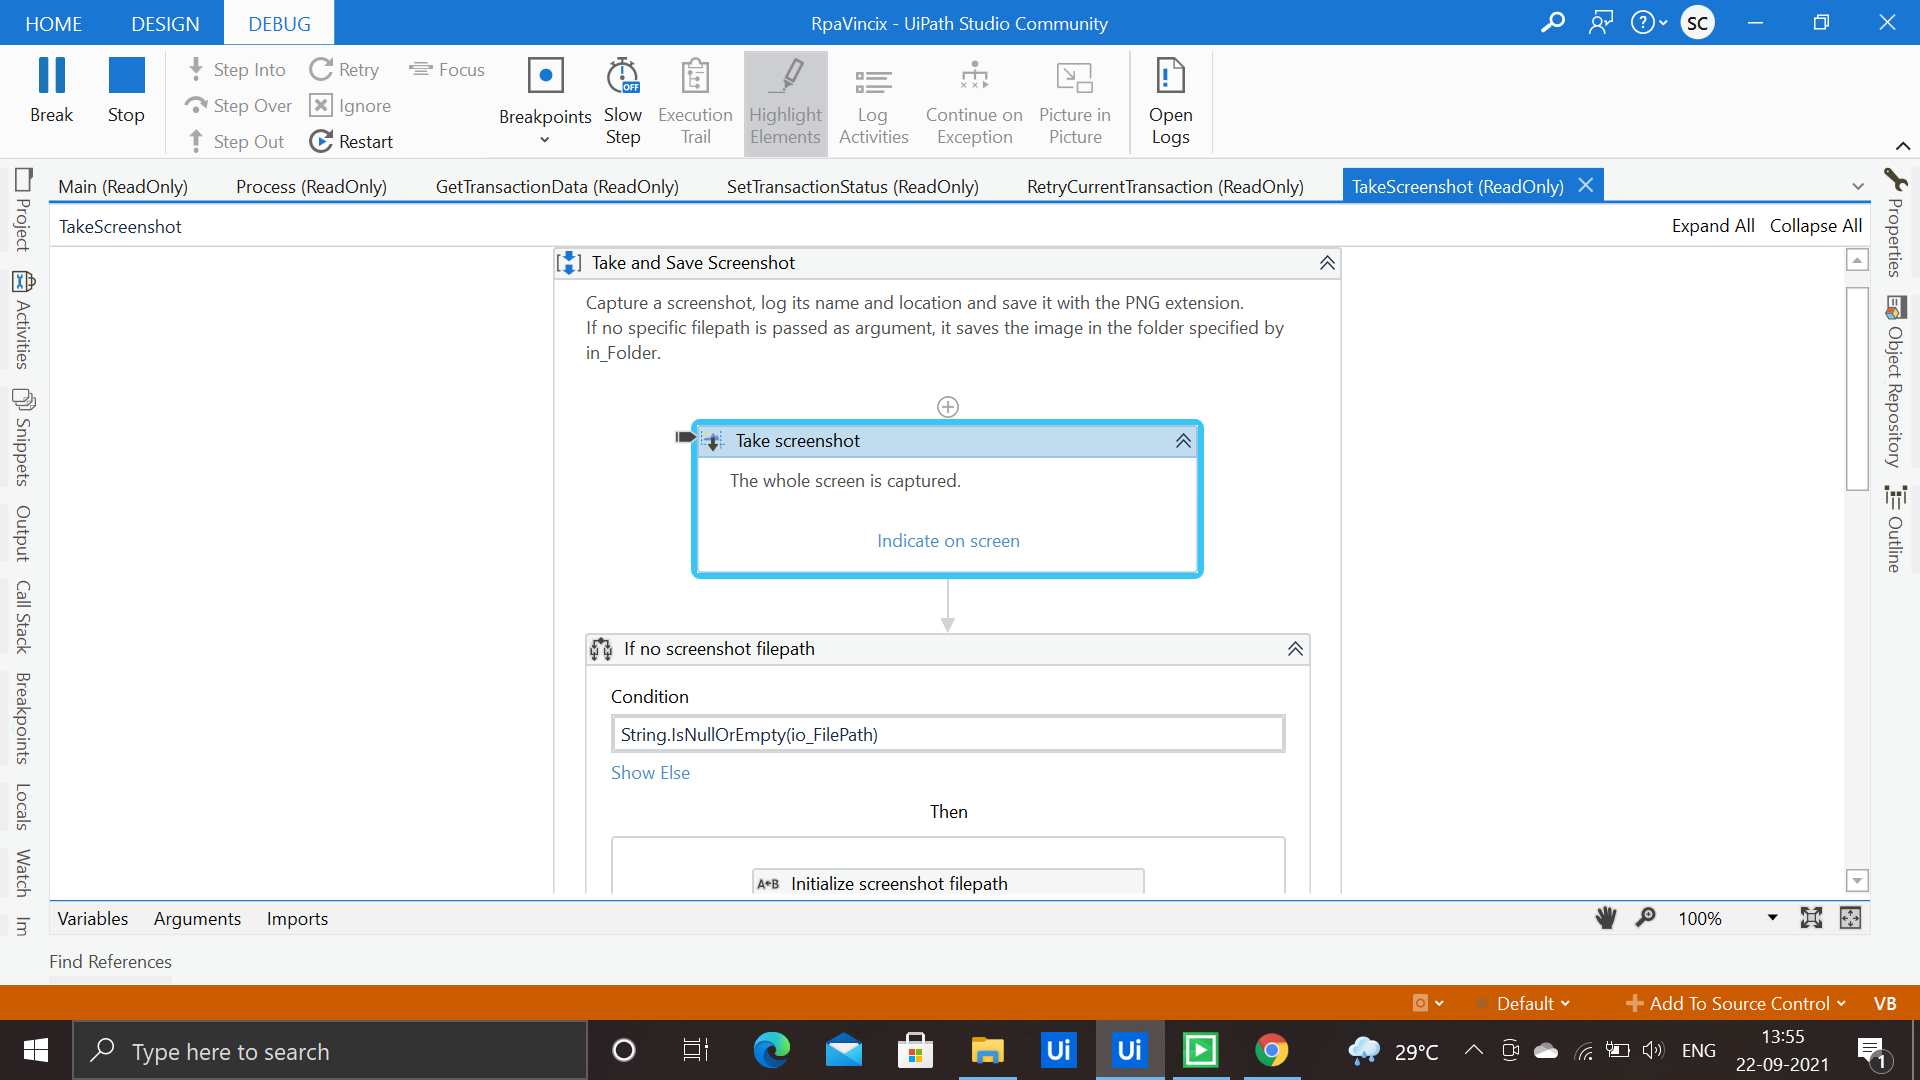 HOME DESIGN DEBUG RpaVincix - UiPath Studio Community SC
Break Stop
Step Into Retry Focus
Step Over Ignore
Step Out Restart
Breakpoints
Slow Step
Execution Trail
Highlight Elements
Log Activities
Continue on Exception
Picture in Picture
Open Logs
OFF
Main (ReadOnly) Process (ReadOnly) GetTransactionData (ReadOnly) SetTransactionStatus (ReadOnly) RetryCurrentTransaction (ReadOnly) TakeScreenshot (ReadOnly)
TakeScreenshot Expand All Collapse All
Project
Activities
Snippets
Output
Call Stack
Breakpoints
Locals
Watch
Im
Take and Save Screenshot
Capture a screenshot, log its name and location and save it with the PNG extension.
If no specific filepath is passed as argument, it saves the image in the folder specified by
in_Folder.
Take screenshot
The whole screen is captured.
Indicate on screen
If no screenshot filepath
Condition
String.IsNullOrEmpty(io_FilePath)
Show Else
Then
A B Initialize screenshot filepath
Properties
Object Repository
Outline
Variables Arguments Imports 100%
Find References
Default Add To Source Control VB
Type here to search Ui Ui 29°C ENG 13:55
22-09-2021
1